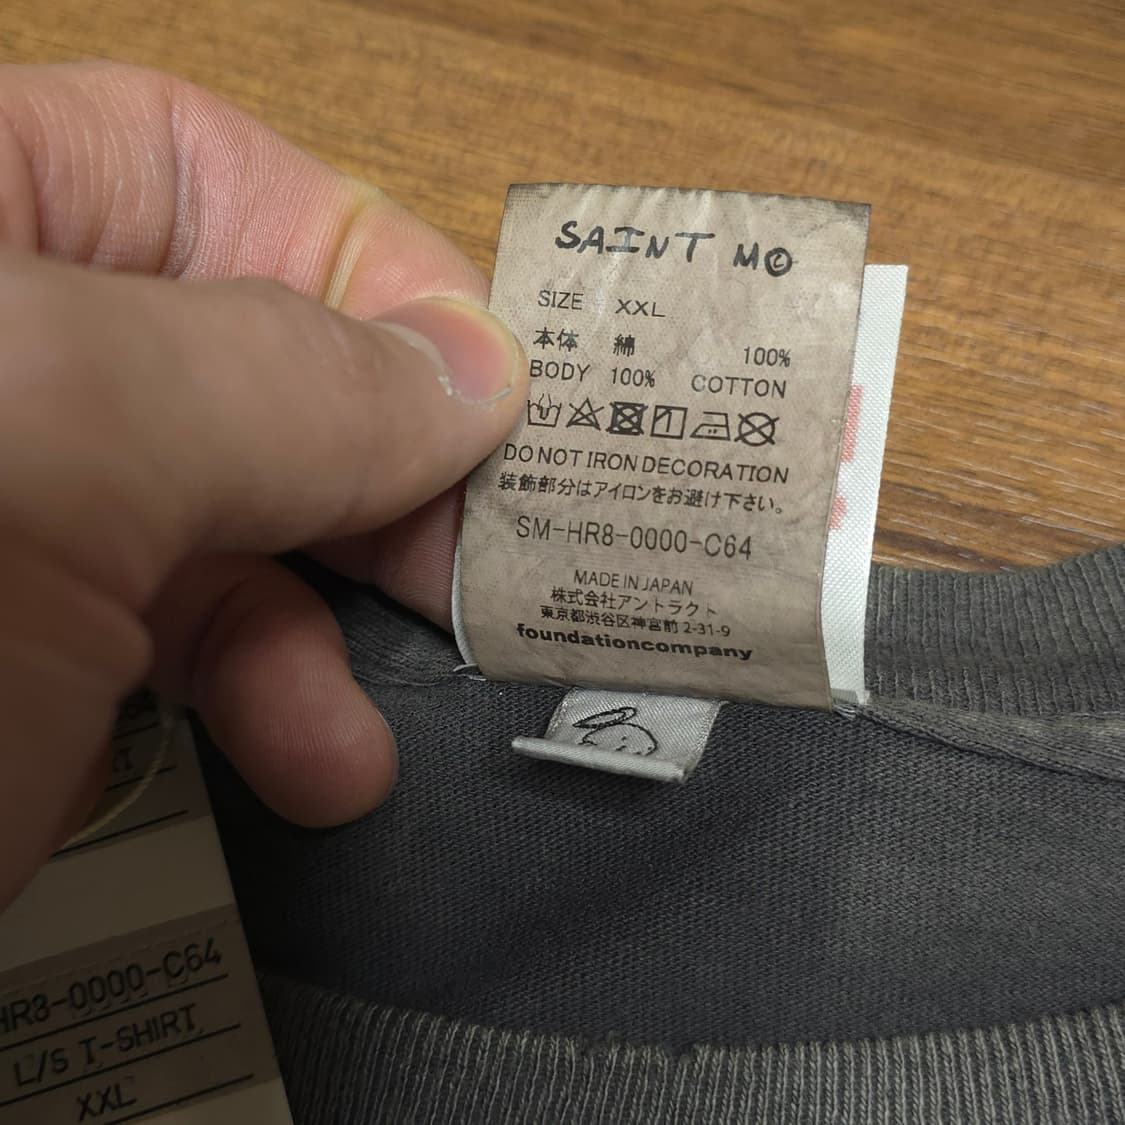 SAINT MO
SIZE XXL
本体 綿 100%
BODY 100% COTTON
DO NOT IRON DECORATION
装飾部分はアイロンをお避け下さい。
SM-HR8-0000-C64
MADE IN JAPAN
株式会社アントラクト
東京都渋谷区神宮前 2-31-9
foundationcompany
HR8-0000-C64
L/S T-SHIRT
XXL